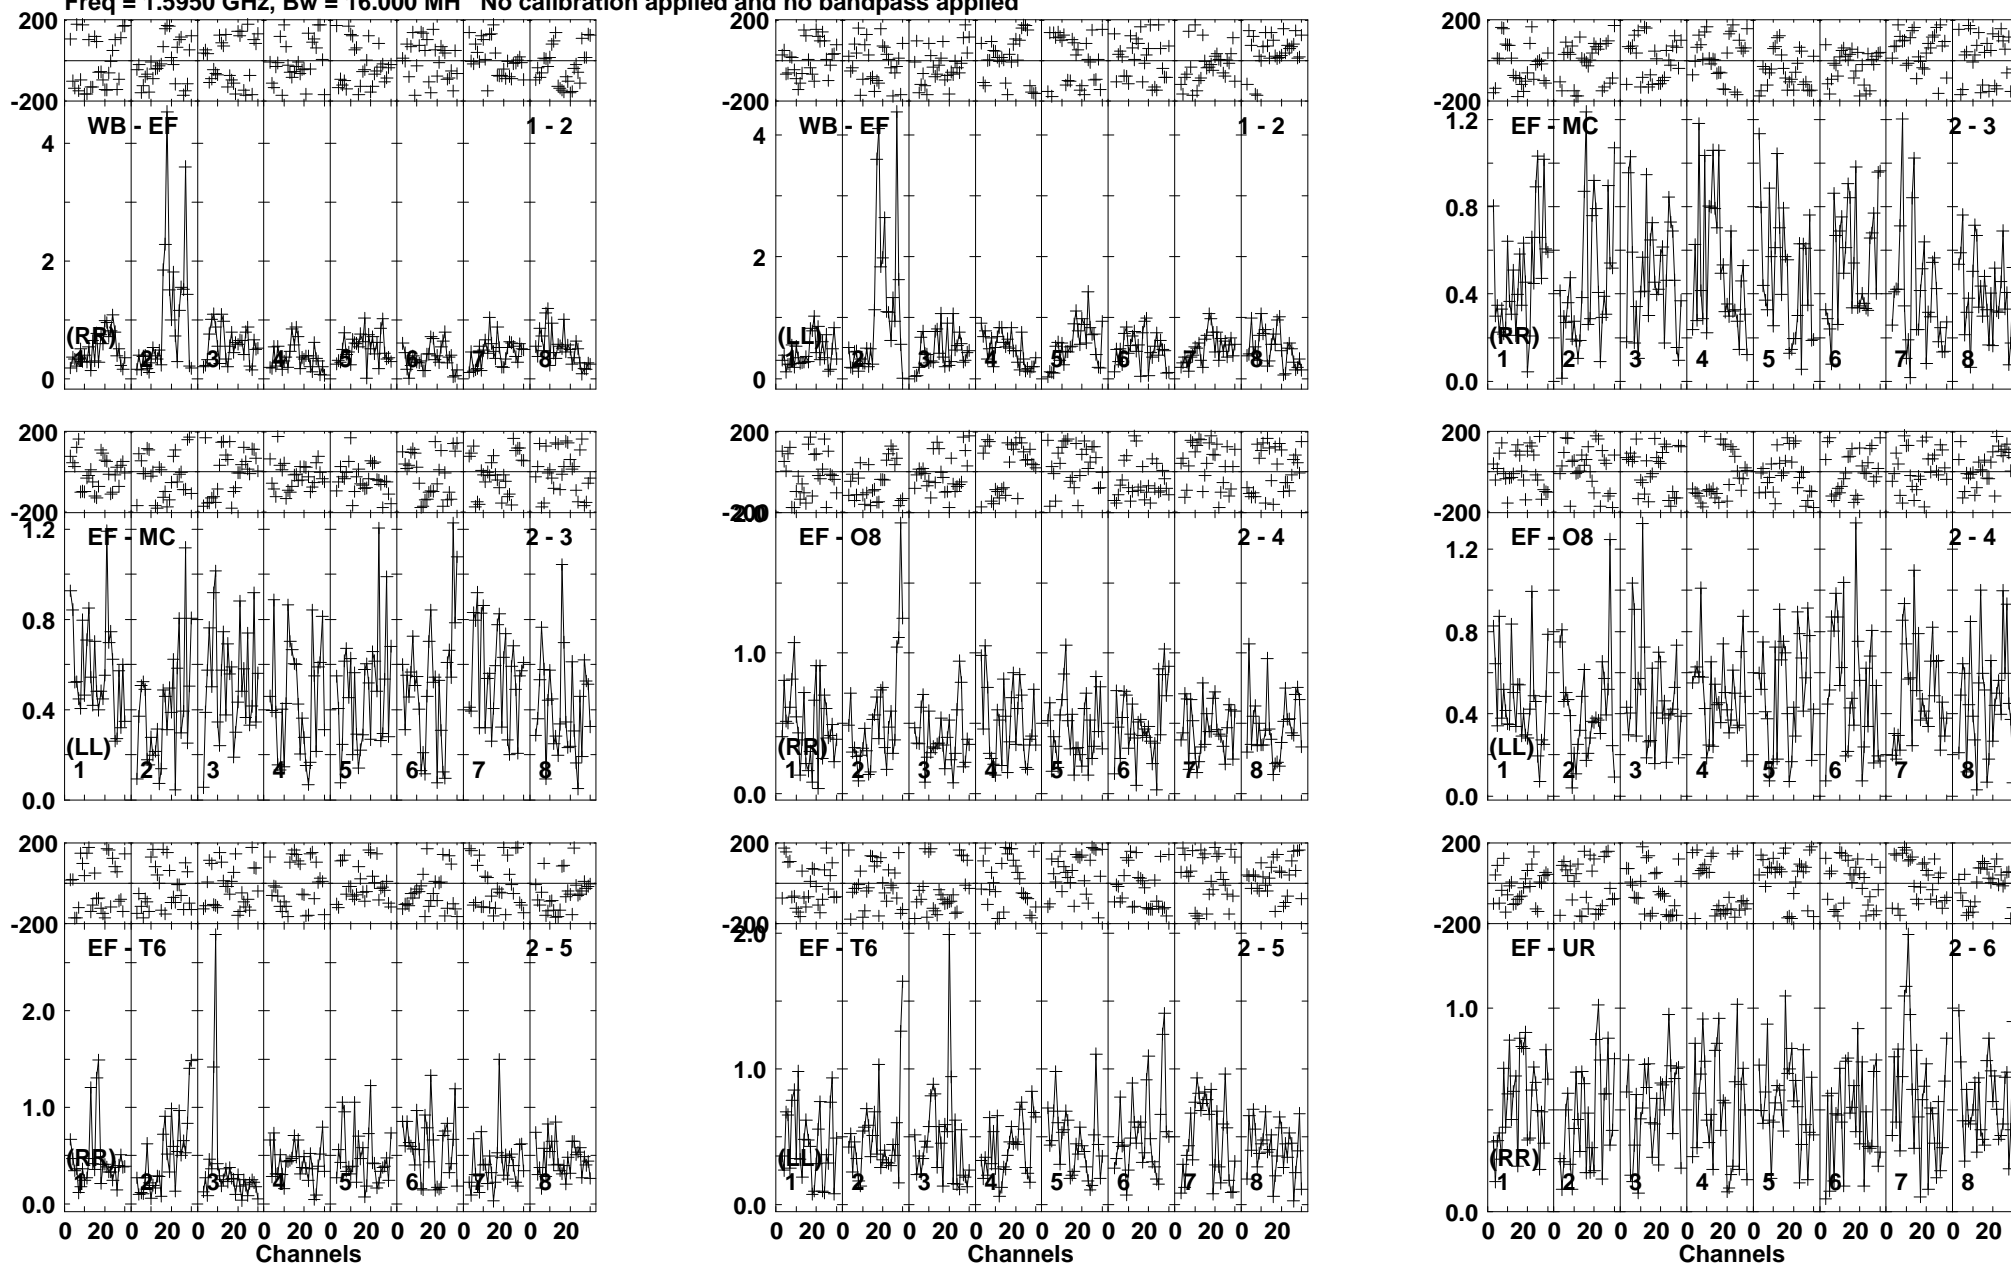 Freq = 1.5950 GHz, Bw = 16.000 MH No calibration applied and no bandpass applied
200 200 200
-200 -200 -200
WB - EF 1 - 2 WB - EF 1 - 2 EF - MC 2 - 3
4 4 1.2
2 2 0.8
0.4
(RR) (LL) (RR)
1 2 3 4 5 6 7 8 1 2 3 4 5 6 7 8 1 2 3 4 5 6 7 8
0 0 0.0
200 200 200
-200 -200 -200
2.0
EF - MC 2 - 3 EF - O8 2 - 4 EF - O8 2 - 4
1.2 1.2
0.8 1.0 0.8
0.4 0.4
(LL) (RR) (LL)
1 2 3 4 5 6 7 8 1 2 3 4 5 6 7 8 1 2 3 4 5 6 7 8
0.0 0.0 0.0
200 200 200
-200 -200 -200
2.0
EF - T6 2 - 5 EF - T6 2 - 5 EF - UR 2 - 6
2.0 1.0
1.0 1.0
(RR) (LL) (RR)
1 2 3 4 5 6 7 8 1 2 3 4 5 6 7 8 1 2 3 4 5 6 7 8
0.0 0.0 0.0
0 20 0 20 0 20 0 20 0 20 0 20 0 20 0 20 0 20 0 20 0 20 0 20 0 20 0 20 0 20 0 20 0 20 0 20 0 20 0 20 0 20 0 20 0 20 0 20
Channels Channels Channels